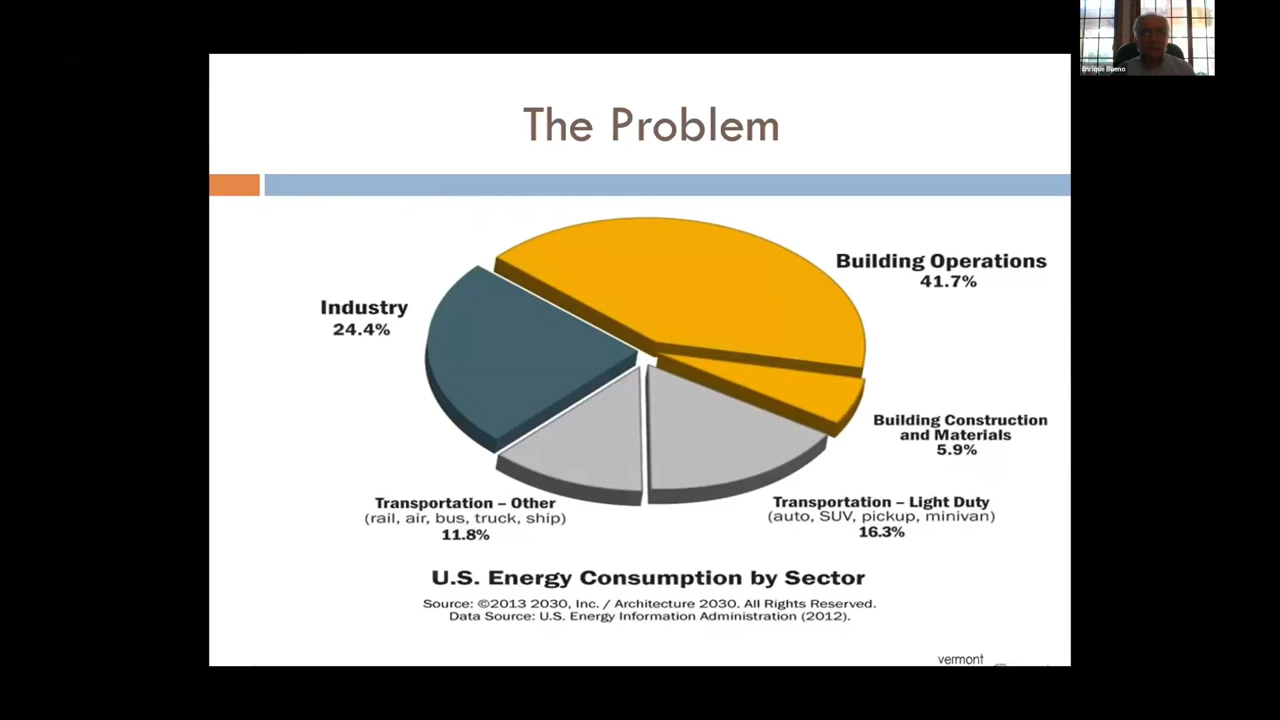 Enrique Bueno
The Problem
Building Operations
41.7%
Industry
24.4%
Building Construction
and Materials
5.9%
Transportation – Other
(rail, air, bus, truck, ship)
11.8%
Transportation – Light Duty
(auto, SUV, pickup, minivan)
16.3%
U.S. Energy Consumption by Sector
Source: ©2013 2030, Inc. / Architecture 2030. All Rights Reserved.
Data Source: U.S. Energy Information Administration (2012).
vermont